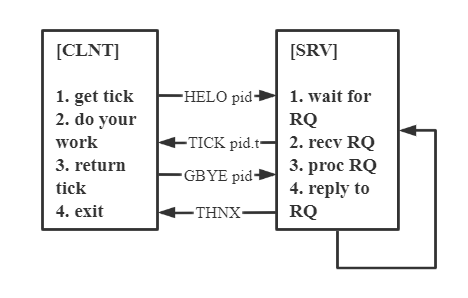 [CLNT]
1. get tick
2. do your
work
3. return
tick
4. exit
HELO pid
TICK pid.t
GBYE pid
THNX
[SRV]
1. wait for
RQ
2. recv RQ
3. proc RQ
4. reply to
RQ